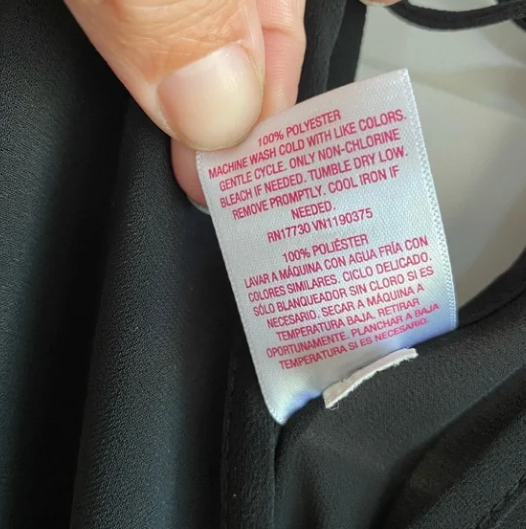 100% POLYESTER
MACHINE WASH COLD WITH LIKE COLORS.
GENTLE CYCLE. ONLY NON-CHLORINE
BLEACH IF NEEDED. TUMBLE DRY LOW.
REMOVE PROMPTLY. COOL IRON IF
NEEDED.
RN17730 VN1190375
100% POLIÉSTER
LAVAR A MÁQUINA CON AGUA FRÍA CON
COLORES SIMILARES. CICLO DELICADO.
SÓLO BLANQUEADOR SIN CLORO SI ES
NECESARIO. SECAR A MÁQUINA A
TEMPERATURA BAJA. RETIRAR
OPORTUNAMENTE. PLANCHAR A BAJA
TEMPERATURA SI ES NECESARIO.